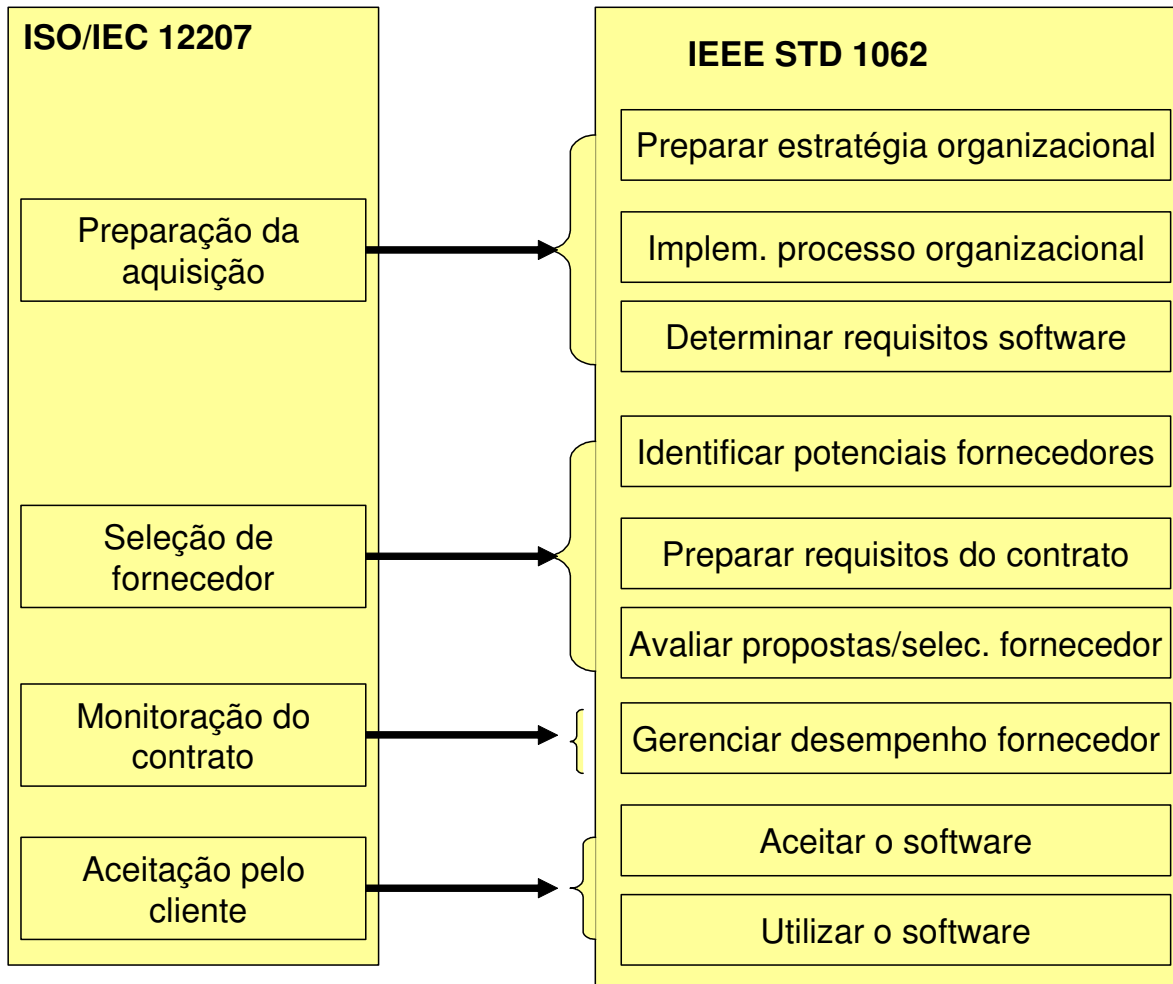 ISO/IEC 12207
Preparação da
aquisição
Seleção de
fornecedor
Monitoração do
contrato
Aceitação pelo
cliente
IEEE STD 1062
Preparar estratégia organizacional
Implem. processo organizacional
Determinar requisitos software
Identificar potenciais fornecedores
Preparar requisitos do contrato
Avaliar propostas/selec. fornecedor
Gerenciar desempenho fornecedor
Aceitar o software
Utilizar o software